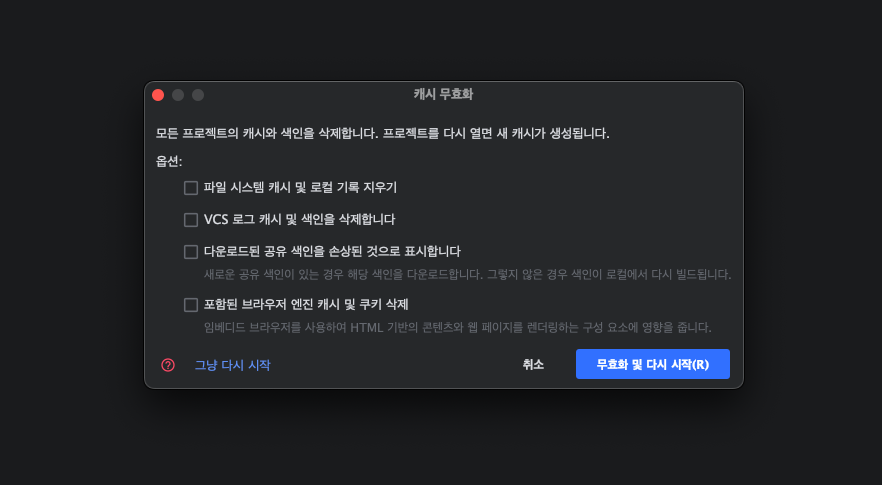 캐시 무효화
모든 프로젝트의 캐시와 색인을 삭제합니다. 프로젝트를 다시 열면 새 캐시가 생성됩니다.
옵션:
파일 시스템 캐시 및 로컬 기록 지우기
VCS 로그 캐시 및 색인을 삭제합니다
다운로드된 공유 색인을 손상된 것으로 표시합니다
새로운 공유 색인이 있는 경우 해당 색인을 다운로드합니다. 그렇지 않은 경우 색인이 로컬에서 다시 빌드됩니다.
포함된 브라우저 엔진 캐시 및 쿠키 삭제
임베디드 브라우저를 사용하여 HTML 기반의 콘텐츠와 웹 페이지를 렌더링하는 구성 요소에 영향을 줍니다.
그냥 다시 시작
취소
무효화 및 다시 시작(R)